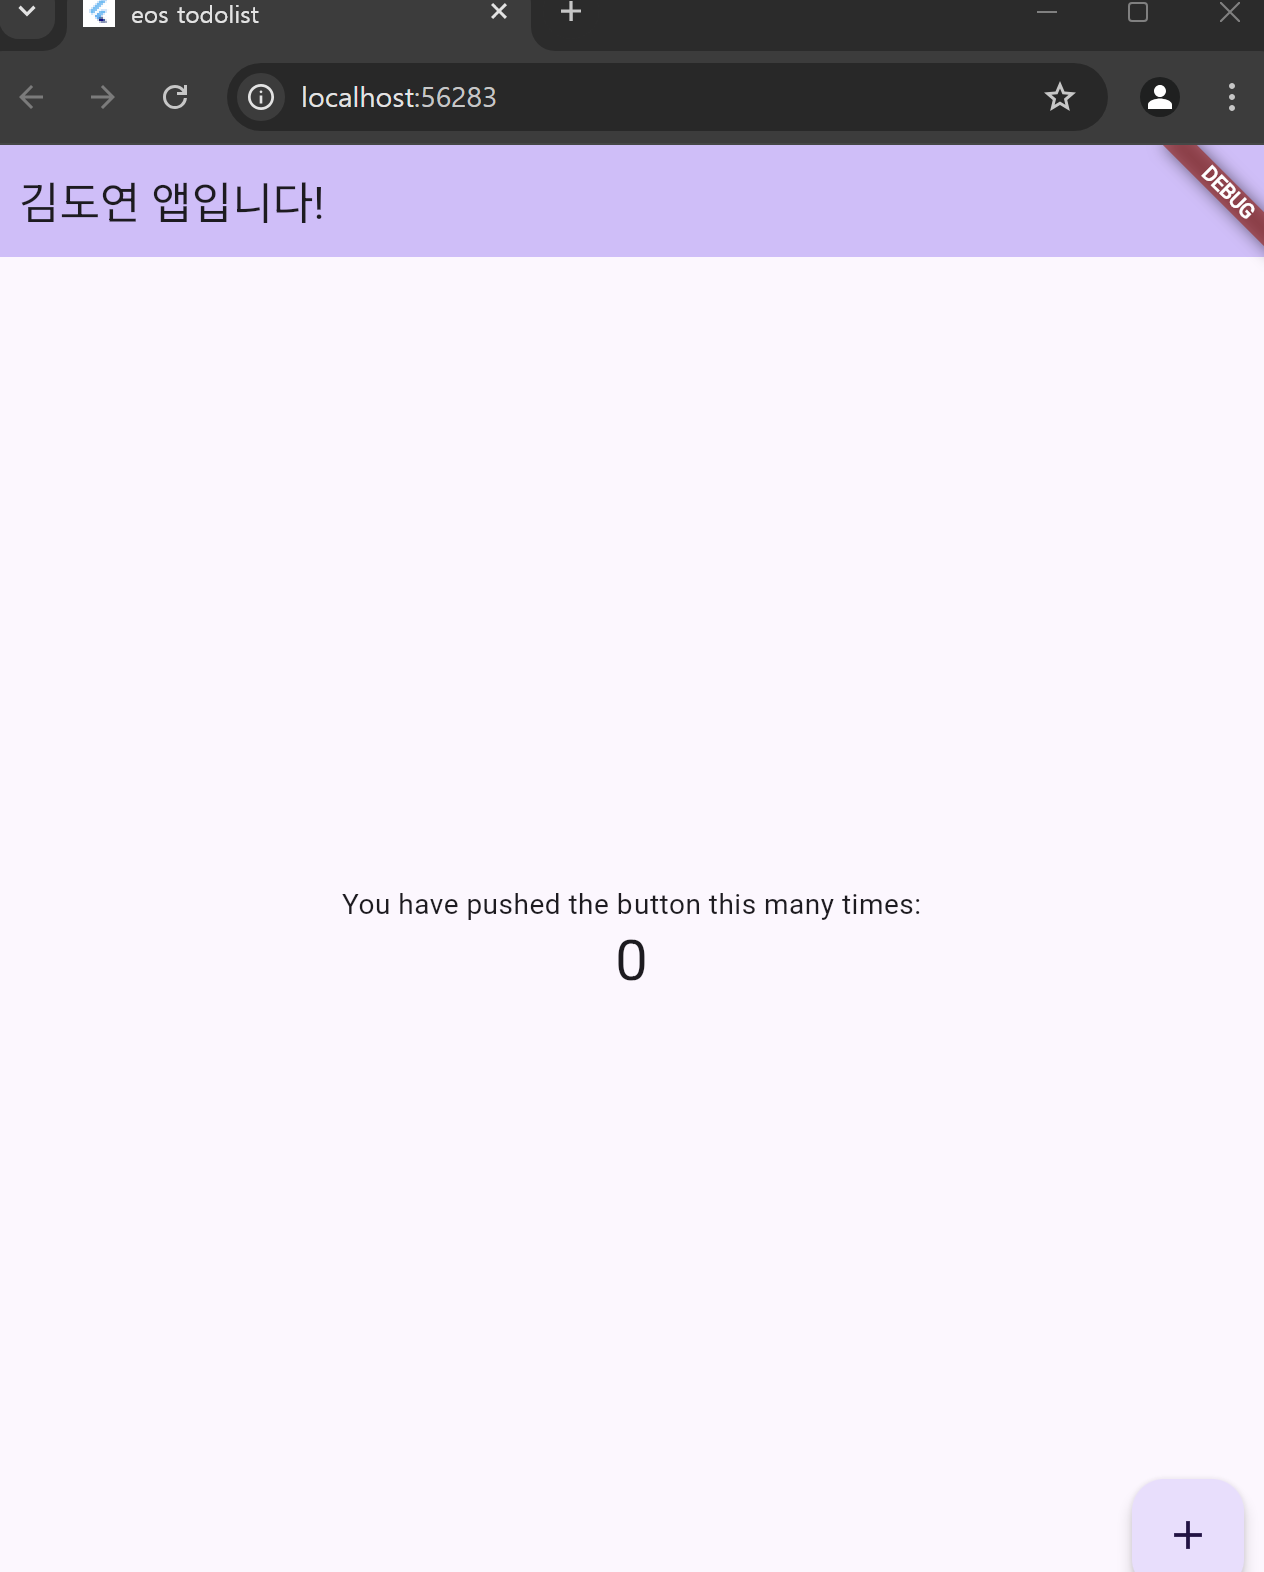 eos todolist
localhost:56283
김도연 앱입니다!
DEBUG
You have pushed the button this many times:
0